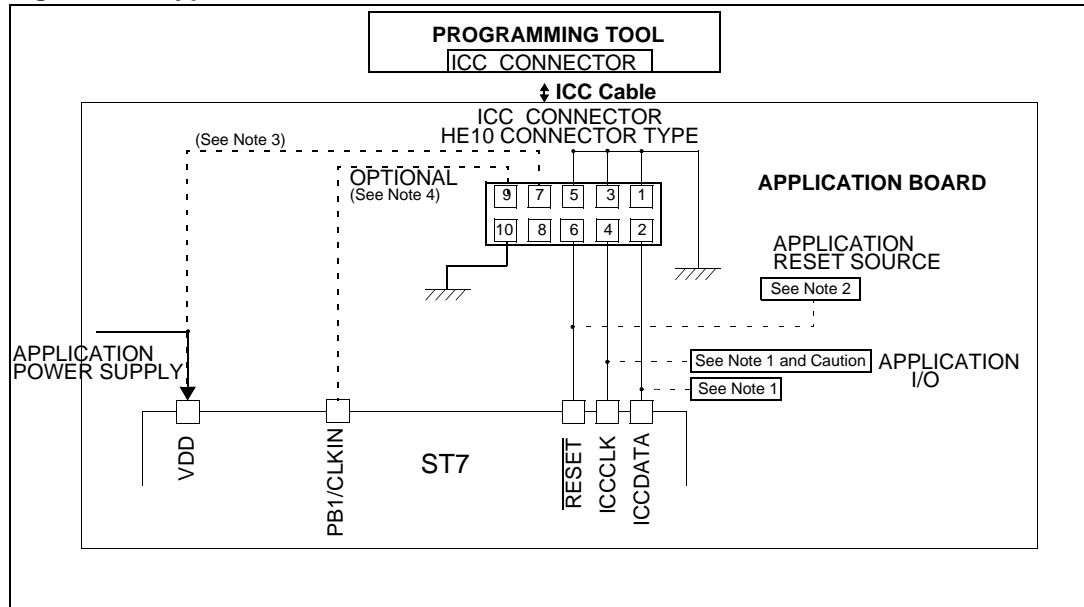 PROGRAMMING TOOL
ICC CONNECTOR
ICC Cable
ICC CONNECTOR
HE10 CONNECTOR TYPE
(See Note 3)
OPTIONAL
(See Note 4)
9 7 5 3 1
10 8 6 4 2
APPLICATION BOARD
APPLICATION
RESET SOURCE
See Note 2
See Note 1 and Caution
See Note 1
APPLICATION
I/O
APPLICATION
POWER SUPPLY
VDD
PB1/CLKIN
ST7
RESET
ICCCLK
ICCDATA